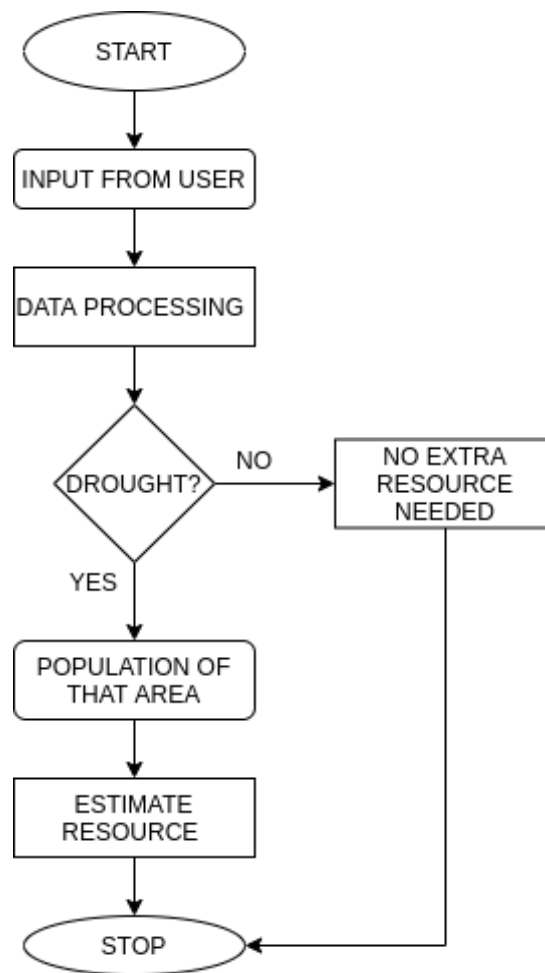 START
INPUT FROM USER
DATA PROCESSING
DROUGHT?
NO
NO EXTRA
RESOURCE
NEEDED
YES
POPULATION OF
THAT AREA
ESTIMATE
RESOURCE
STOP